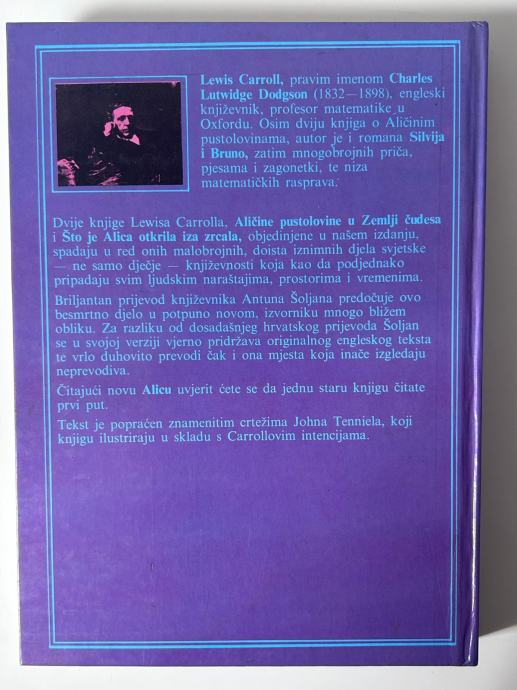 Lewis Carroll, pravim imenom Charles
Lutwidge Dodgson (1832—1898), engleski
književnik, profesor matematike u
Oxfordu. Osim dviju knjiga o Aličinim
pustolovinama, autor je i romana Silvija
i Bruno, zatim mnogobrojnih priča,
pjesama i zagonetki, te niza
matematičkih rasprava.
Dvije knjige Lewisa Carrolla, Aličine pustolovine u Zemlji čudesa
i Što je Alica otkrila iza zrcala, objedinjene u našem izdanju,
spadaju u red onih malobrojnih, doista iznimnih djela svjetske
— ne samo dječje — književnosti koja kao da podjednako
pripadaju svim ljudskim naraštajima, prostorima i vremenima.
Briljantan prijevod književnika Antuna Šoljana predočuje ovo
besmrtno djelo u potpuno novom, izvorniku mnogo bližem
obliku. Za razliku od dosadašnjeg hrvatskog prijevoda Šoljan
se u svojoj verziji vjerno pridržava originalnog engleskog teksta
te vrlo duhovito prevodi čak i ona mjesta koja inače izgledaju
neprevodiva.
Čitajući novu Alicu uvjerit ćete se da jednu staru knjigu čitate
prvi put.
Tekst je popraćen znamenitim crtežima Johna Tenniela, koji
knjigu ilustriraju u skladu s Carrollovim intencijama.